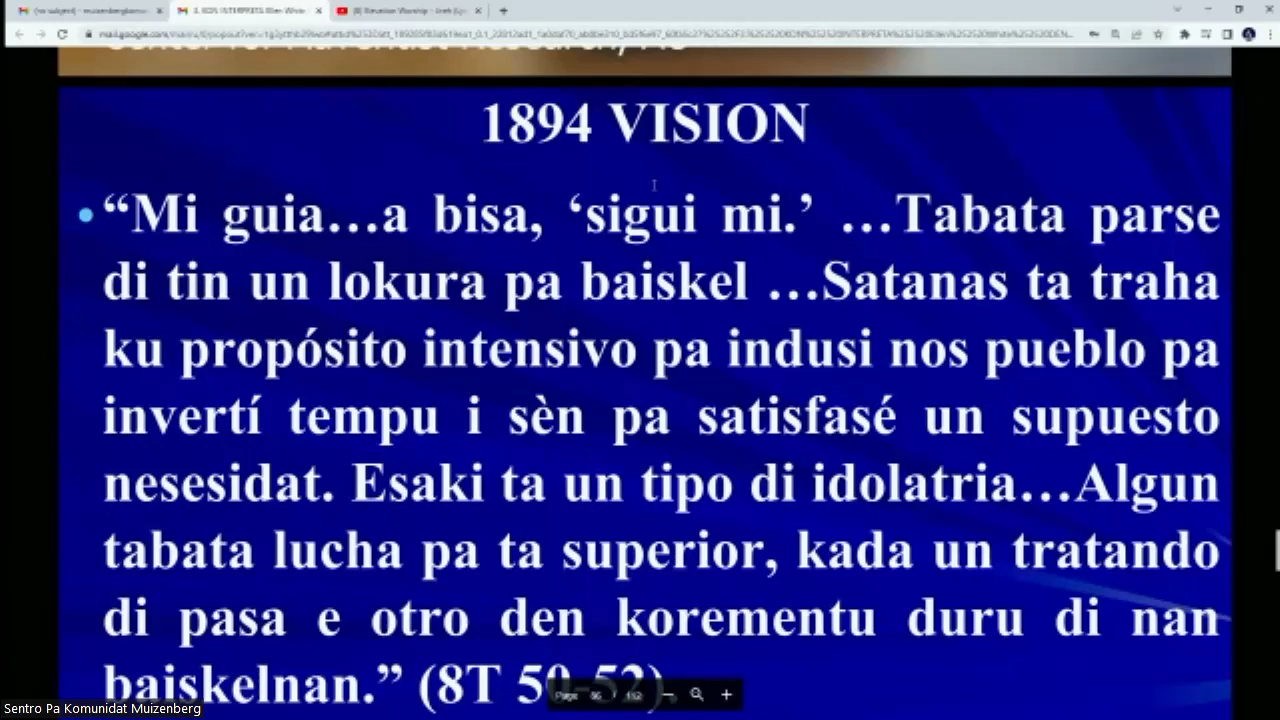 1894 VISION
• “Mi guia…a bisa, ‘sigui mi.’ …Tabata parse
di tin un lokura pa baiskel …Satanas ta traha
ku propósito intensivo pa indusi nos pueblo pa
invertí tempu i sèn pa satisfasé un supuesto
nesesidat. Esaki ta un tipo di idolatria…Algun
tabata lucha pa ta superior, kada un tratando
di pasa e otro den korementu duru di nan
baiskelnan.” (8T 50-52).
Page 86 / 112
Sentro Pa Komunidat Muizenberg